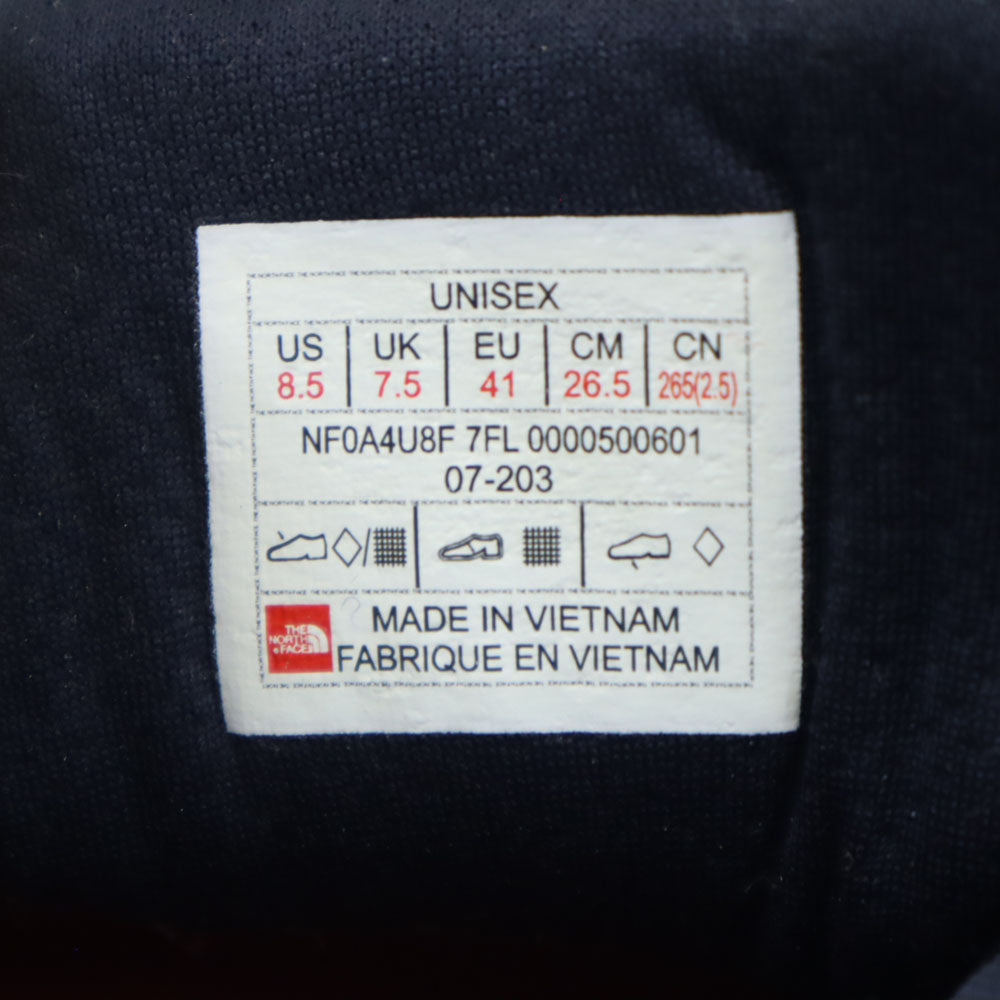 UNISEX
US UK EU CM CN
8.5 7.5 41 26.5 265(2.5)
NF0A4U8F 7FL 0000500601
07-203
THE
NORTH
FACE
MADE IN VIETNAM
FABRIQUE EN VIETNAM